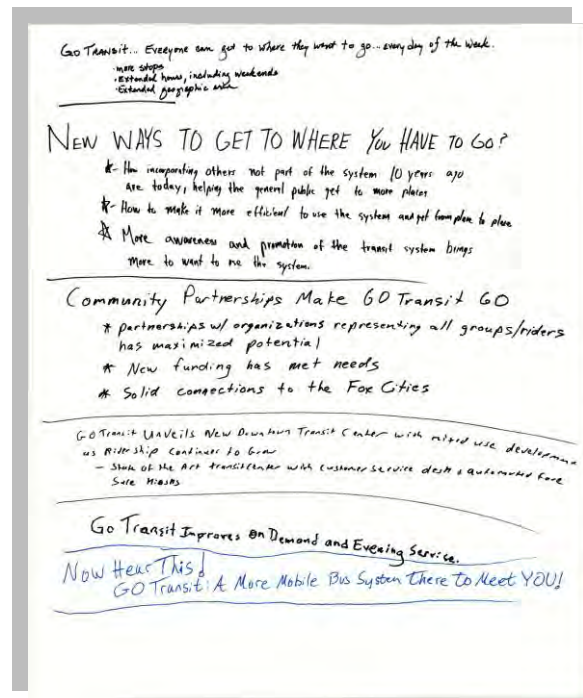 GO TRANSIT... Everyone can get to where they want to go... every day of the week.
· more stops
· Extended hours, including weekends
· Extended geographic area
NEW WAYS TO GET TO WHERE YOU HAVE TO GO?
* - How incorporating others not part of the system 10 years ago
are today, helping the general public get to more places
* - How to make it more efficient to use the system and get from place to place
* More awareness and promotion of the transit system brings
more to want to use the system.
Community Partnerships Make GO Transit GO
* partnerships w/ organizations representing all groups/riders
has maximized potential
* New funding has met needs
* Solid connections to the Fox Cities
GO Transit Unveils New Downtown Transit Center with mixed use development
as Ridership Continues to Grow
- State of the Art transit center with customer service desk & automated fare
Sale Kiosks
Go Transit Improves On Demand and Evening Service.
Now Hear This!
GO Transit: A More Mobile Bus System there to Meet YOU!